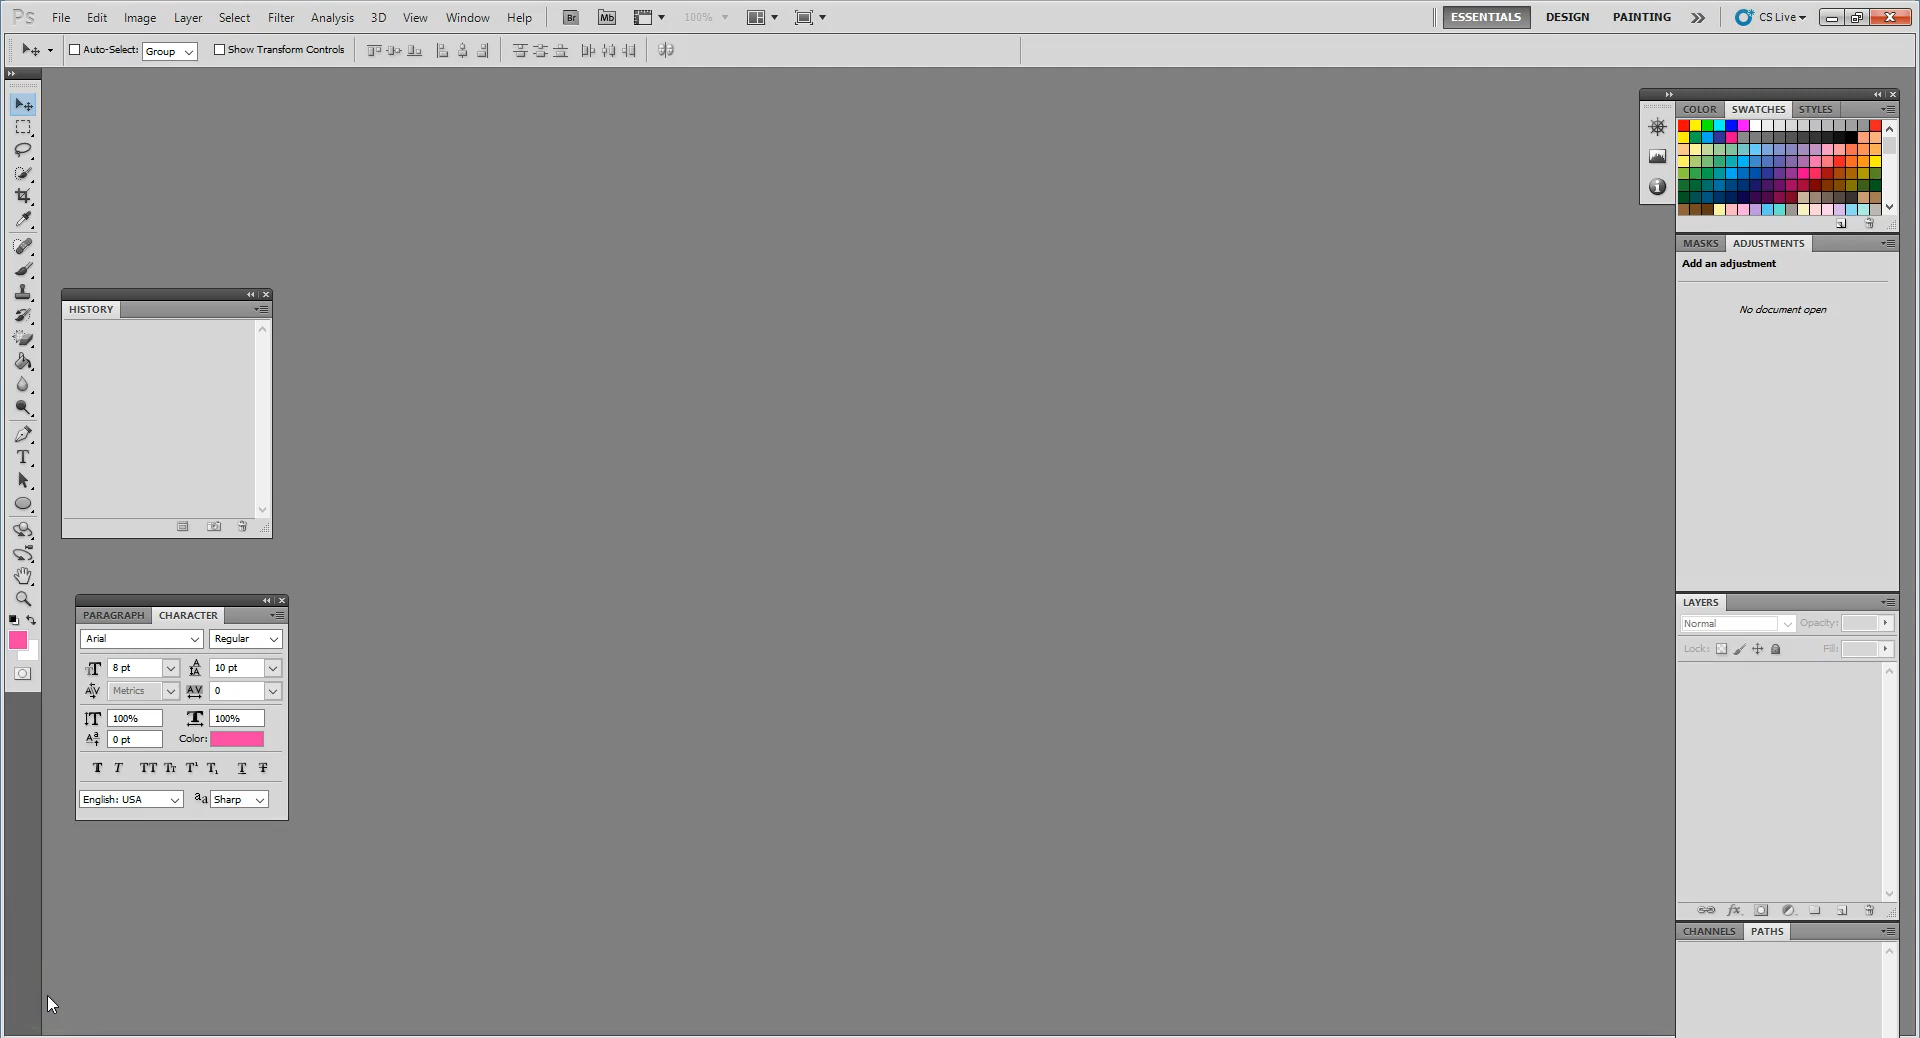 Ps File Edit Image Layer Select Filter Analysis 3D View Window Help Br Mb 100% ESSENTIALS DESIGN PAINTING CS Live
Auto-Select: Group Show Transform Controls
COLOR SWATCHES STYLES
MASKS ADJUSTMENTS
Add an adjustment
No document open
HISTORY
PARAGRAPH CHARACTER
Arial Regular
8 pt 10 pt
Metrics 0
100% 100%
0 pt Color:
English: USA Sharp
LAYERS
Normal Opacity:
Lock: Fill:
CHANNELS PATHS